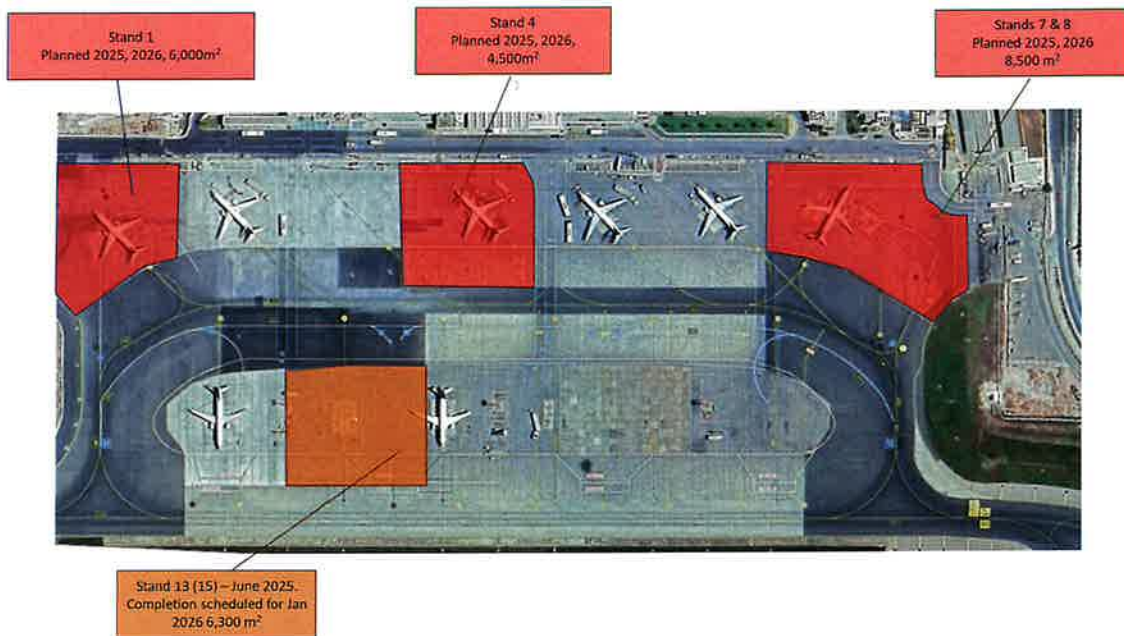 Stand 1
Planned 2025, 2026, 6,000m²
Stand 4
Planned 2025, 2026,
4,500m²
Stands 7 & 8
Planned 2025, 2026
8,500 m²
Stand 13 (15) – June 2025.
Completion scheduled for Jan
2026 6,300 m²